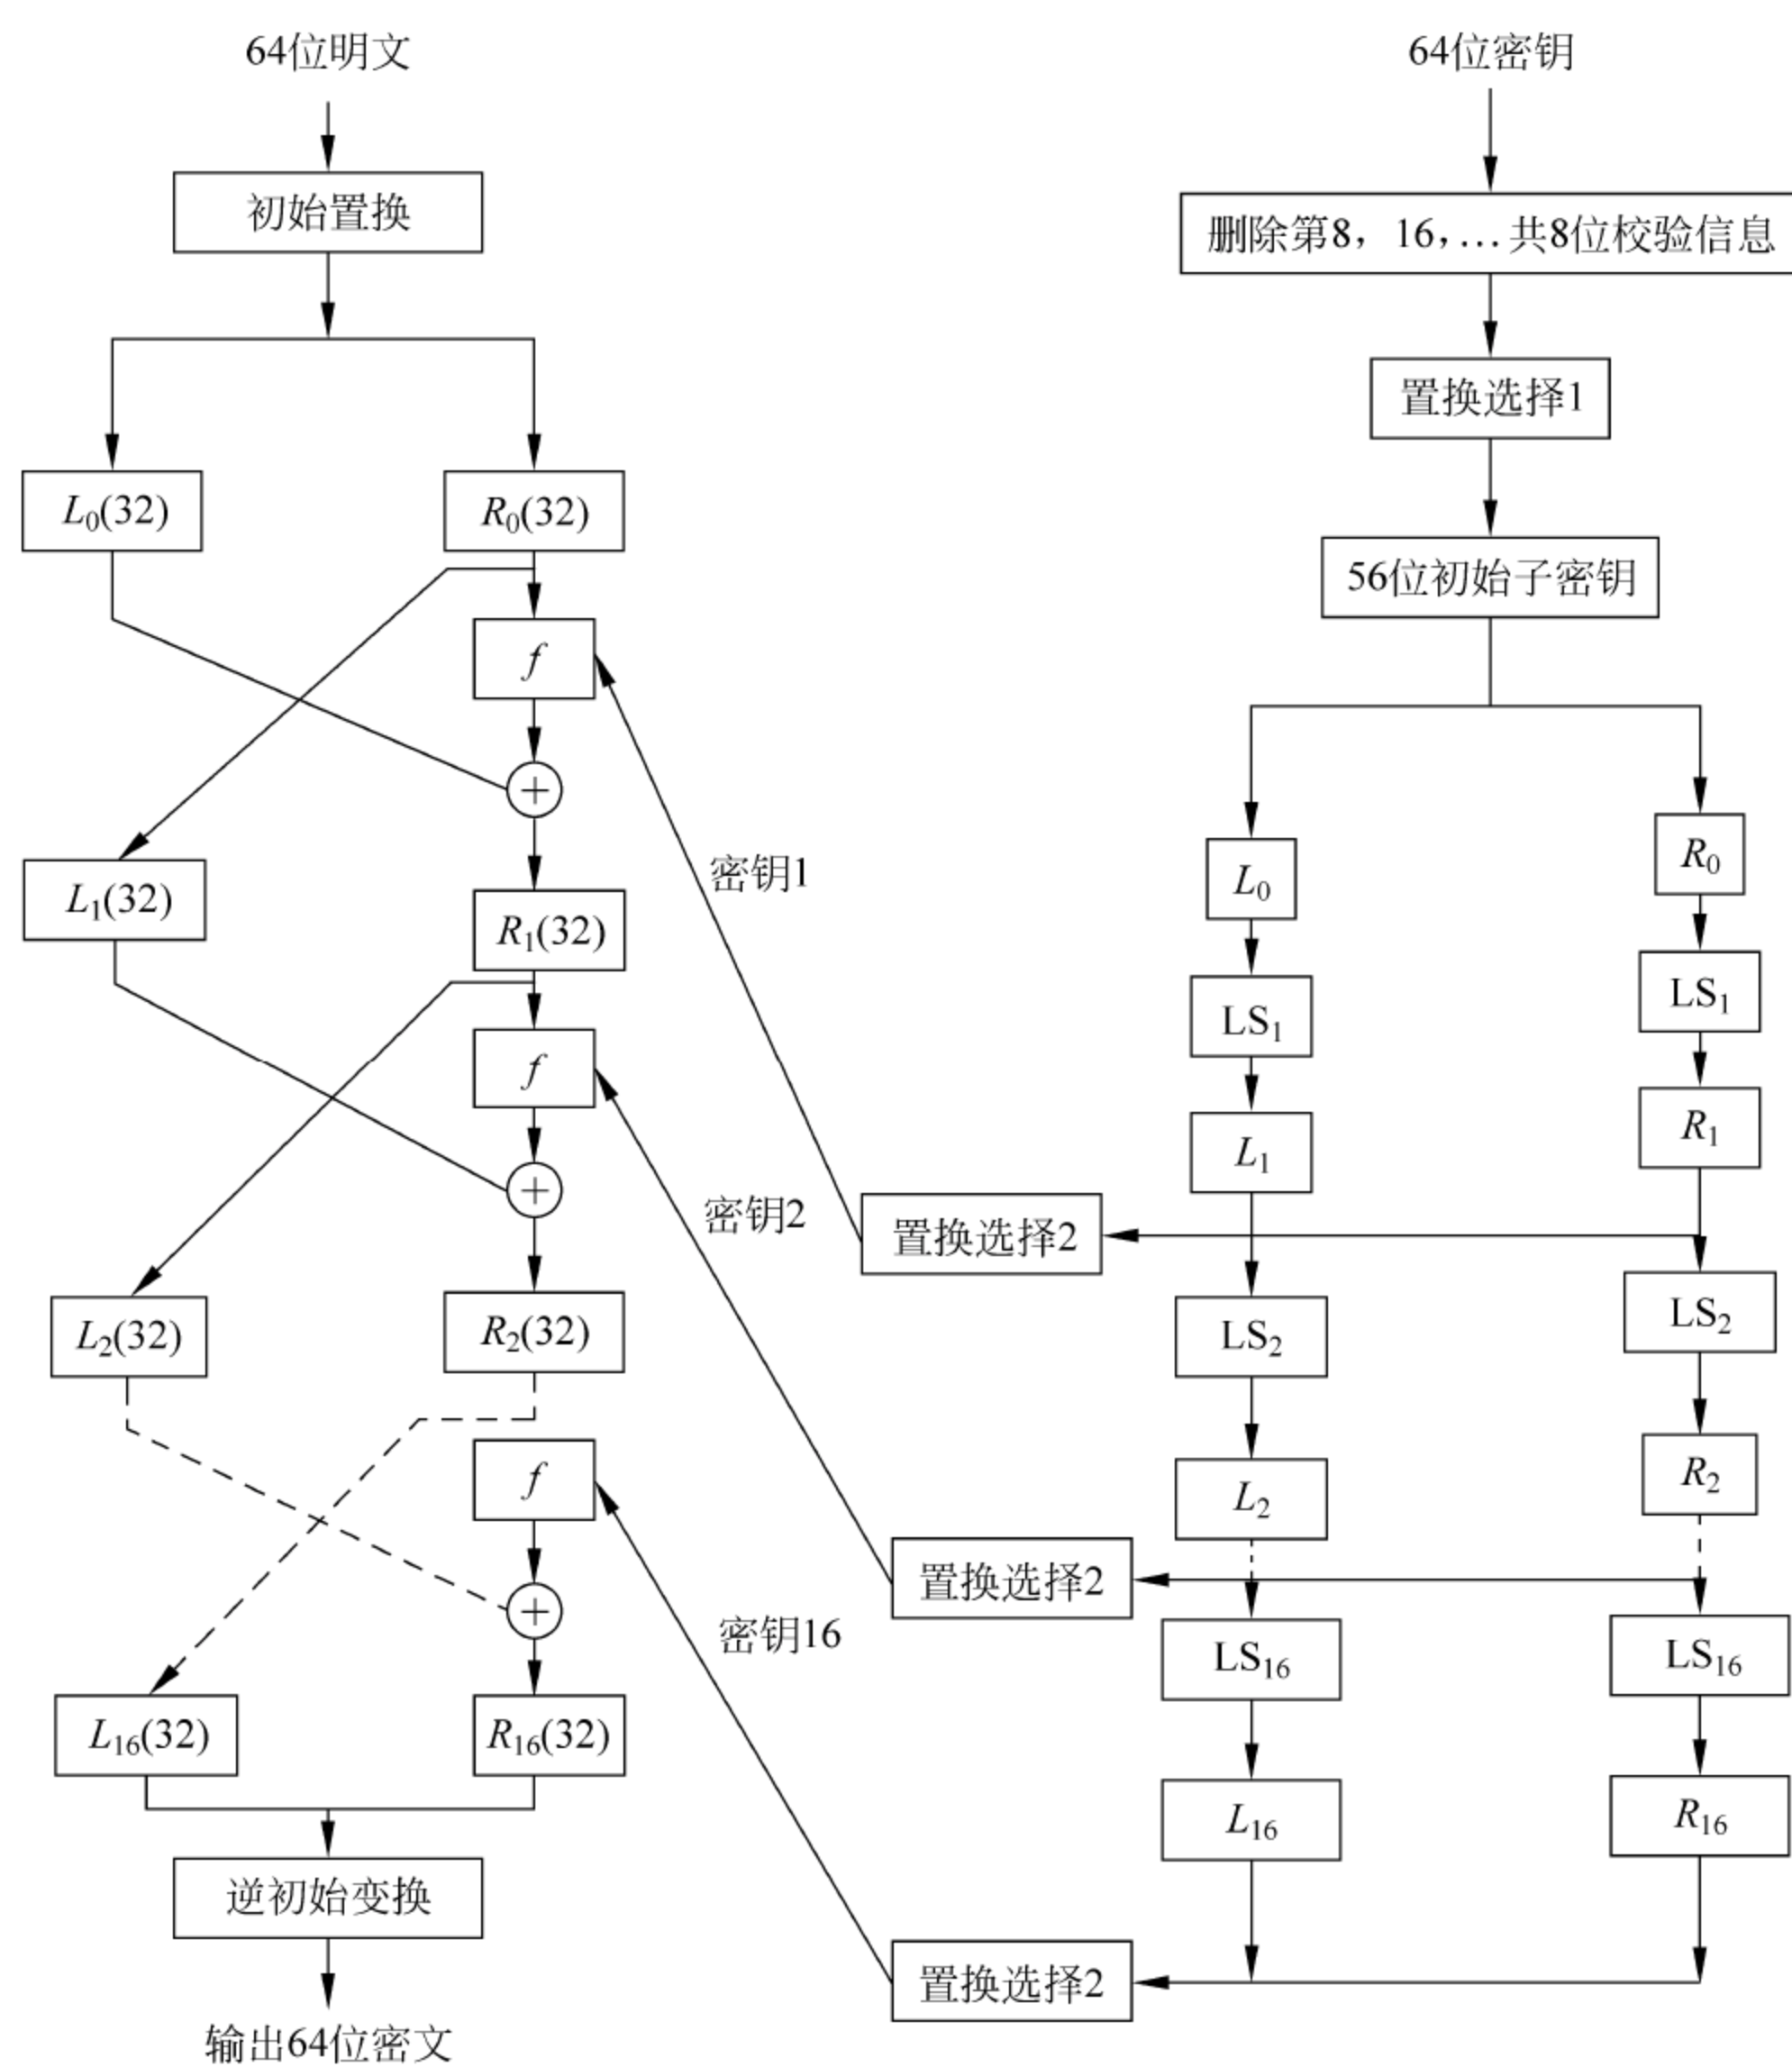 64位明文
初始置换
L₀(32)
R₀(32)
f
+
L₁(32)
R₁(32)
f
+
L₂(32)
R₂(32)
f
+
L₁₆(32)
R₁₆(32)
逆初始变换
输出64位密文
密钥1
密钥2
密钥16
64位密钥
删除第8，16，…共8位校验信息
置换选择1
56位初始子密钥
L₀
R₀
LS₁
LS₁
L₁
R₁
置换选择2
LS₂
LS₂
L₂
R₂
置换选择2
LS₁₆
LS₁₆
L₁₆
R₁₆
置换选择2